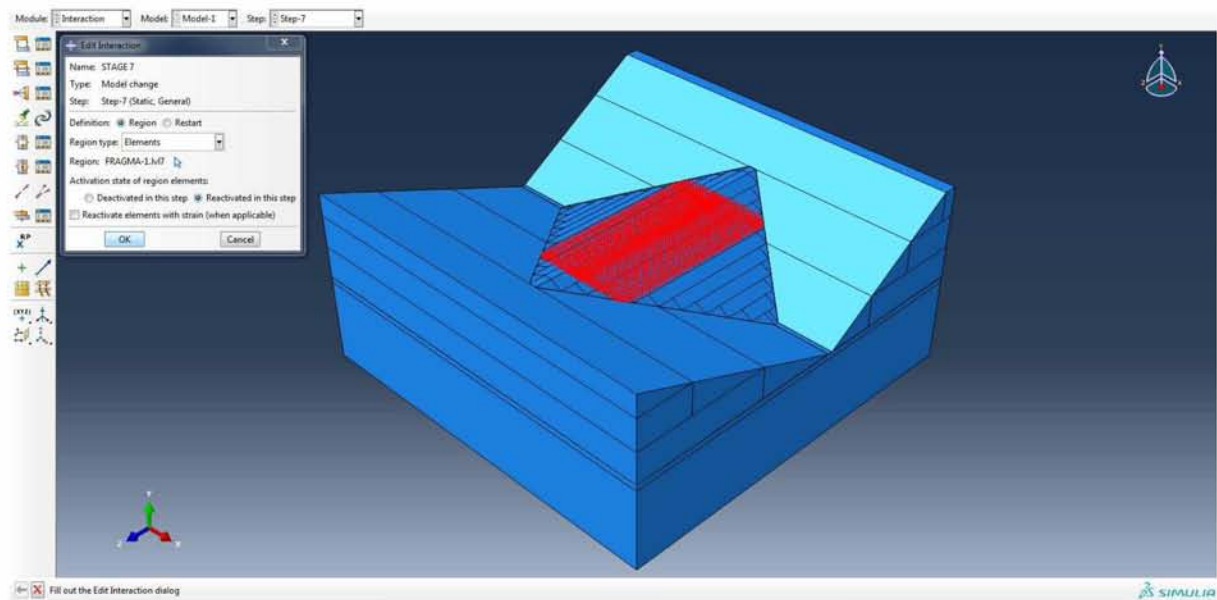 Module: Interaction Model: Model-1 Step: Step-7
Edit Interaction
Name: STAGE 7
Type: Model change
Step: Step-7 (Static, General)
Definition: Region Restart
Region type: Elements
Region: FRAGMA-1.lvl7
Activation state of region elements:
Deactivated in this step Reactivated in this step
Reactivate elements with strain (when applicable)
OK Cancel
RP
(XYZ)
Y
Z X
Fill out the Edit Interaction dialog
SIMULIA